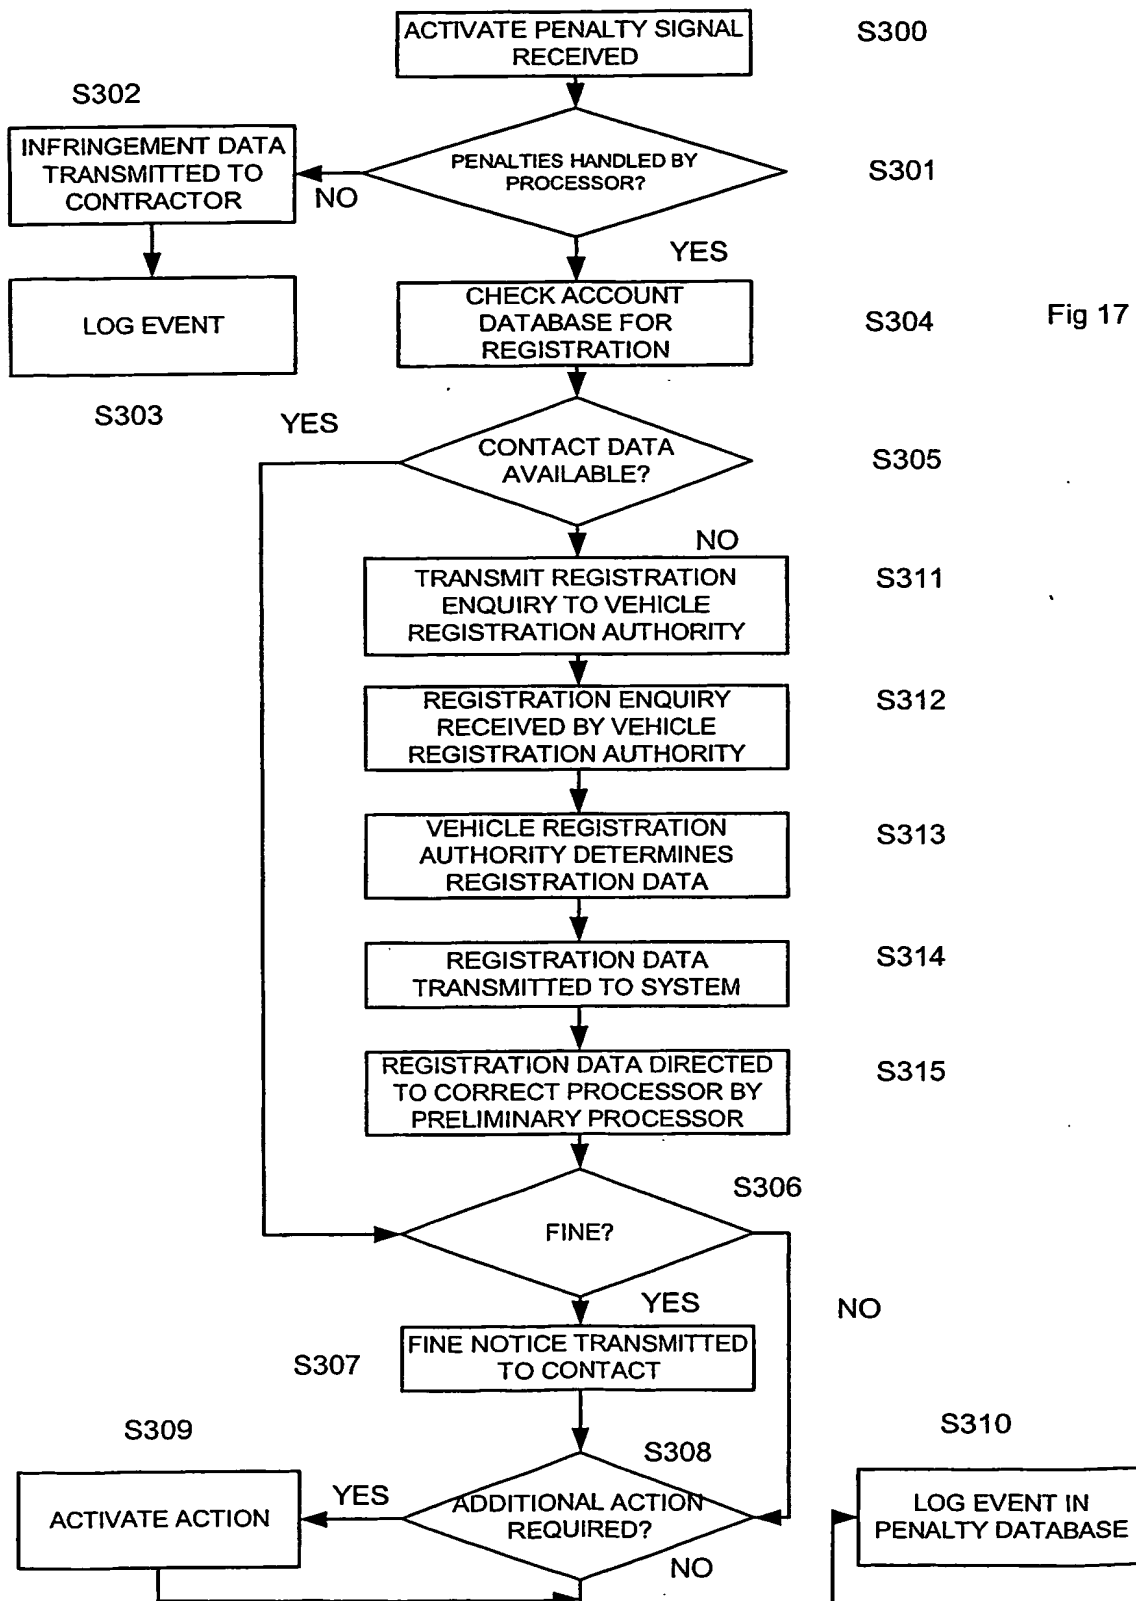 ACTIVATE PENALTY SIGNAL
RECEIVED
S300
S302
INFRINGEMENT DATA
TRANSMITTED TO
CONTRACTOR
NO
PENALTIES HANDLED BY
PROCESSOR?
S301
YES
LOG EVENT
S303
CHECK ACCOUNT
DATABASE FOR
REGISTRATION
S304
Fig 17
YES
CONTACT DATA
AVAILABLE?
S305
NO
TRANSMIT REGISTRATION
ENQUIRY TO VEHICLE
REGISTRATION AUTHORITY
S311
REGISTRATION ENQUIRY
RECEIVED BY VEHICLE
REGISTRATION AUTHORITY
S312
VEHICLE REGISTRATION
AUTHORITY DETERMINES
REGISTRATION DATA
S313
REGISTRATION DATA
TRANSMITTED TO SYSTEM
S314
REGISTRATION DATA DIRECTED
TO CORRECT PROCESSOR BY
PRELIMINARY PROCESSOR
S315
S306
FINE?
YES
NO
S307
FINE NOTICE TRANSMITTED
TO CONTACT
S309
S308
S310
ACTIVATE ACTION
YES
ADDITIONAL ACTION
REQUIRED?
NO
LOG EVENT IN
PENALTY DATABASE